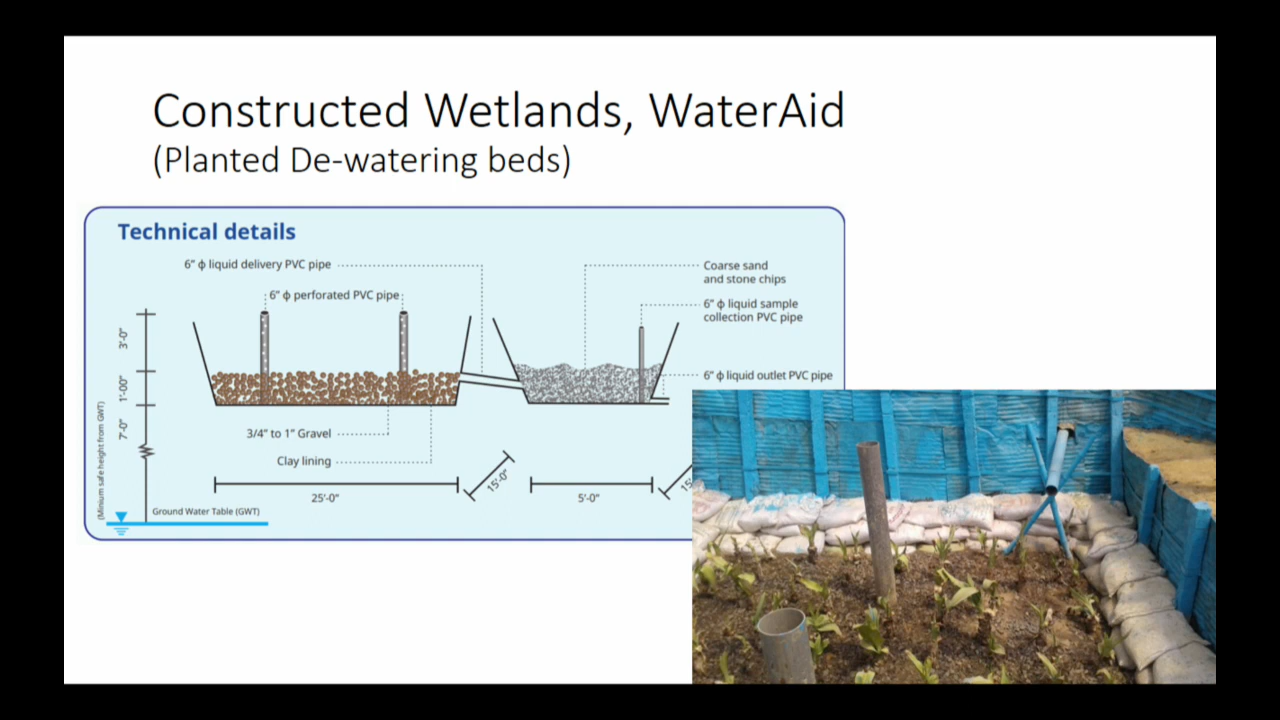 Constructed Wetlands, WaterAid
(Planted De-watering beds)
Technical details
6” ϕ liquid delivery PVC pipe
6” ϕ perforated PVC pipe
Coarse sand
and stone chips
6” ϕ liquid sample
collection PVC pipe
6” ϕ liquid outlet PVC pipe
3'-0"
1'-00"
7'-0"
(Minium safe height from GWT)
3/4” to 1” Gravel
Clay lining
25'-0"
15'-0"
5'-0"
15'-
Ground Water Table (GWT)